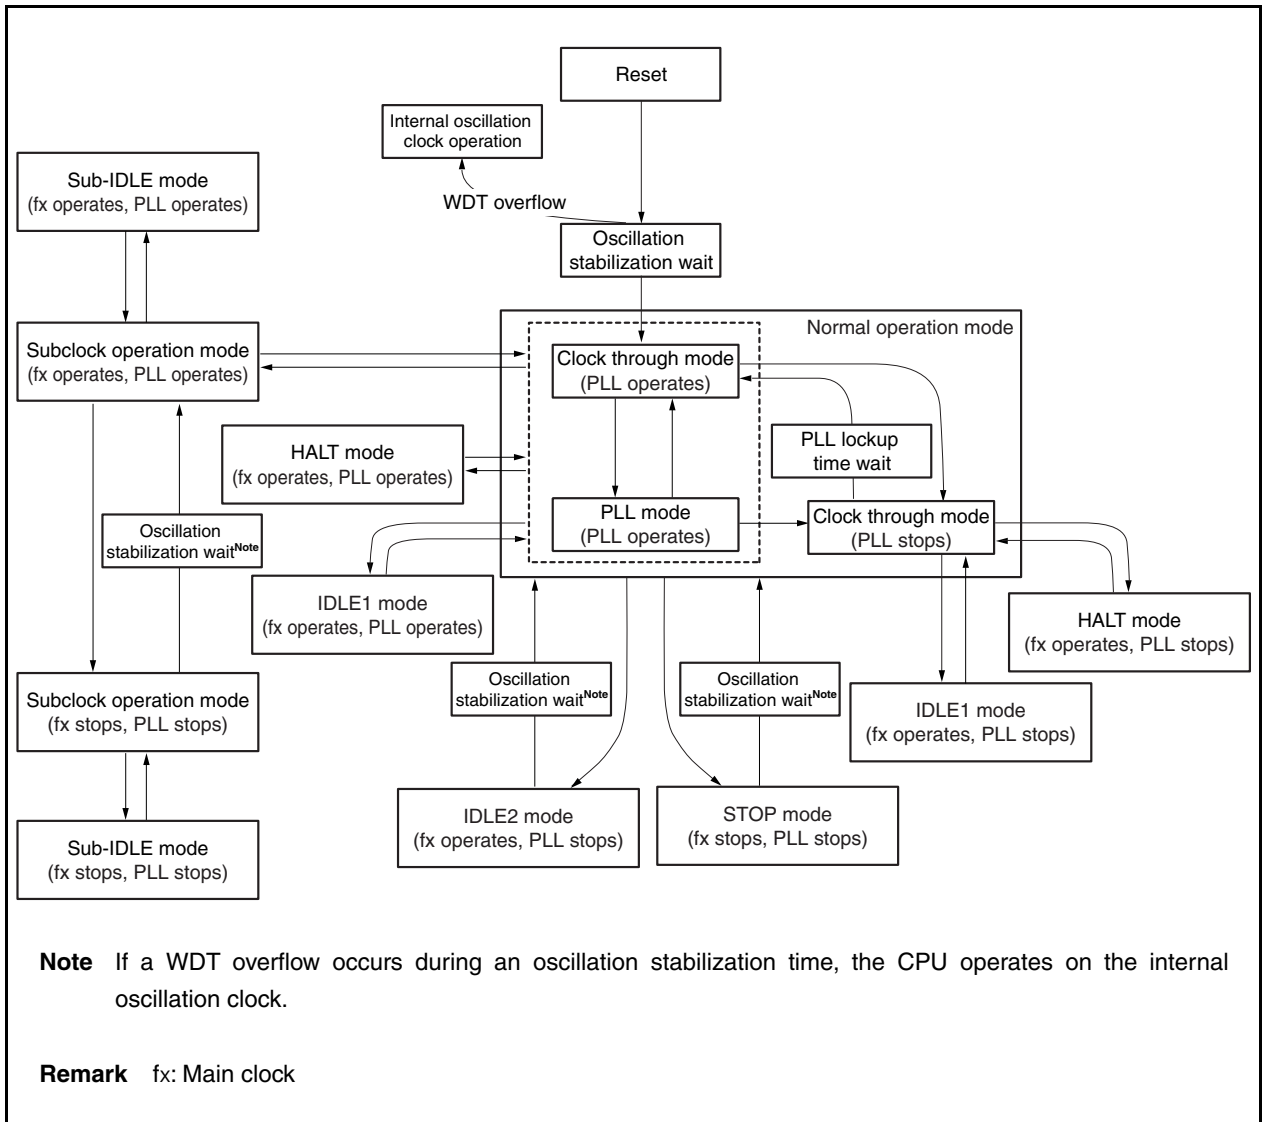 Reset
Internal oscillation
clock operation
WDT overflow
Sub-IDLE mode
(fx operates, PLL operates)
Oscillation
stabilization wait
Normal operation mode
Subclock operation mode
(fx operates, PLL operates)
Clock through mode
(PLL operates)
HALT mode
(fx operates, PLL operates)
PLL lockup
time wait
PLL mode
(PLL operates)
Clock through mode
(PLL stops)
Oscillation
stabilization waitNote
IDLE1 mode
(fx operates, PLL operates)
HALT mode
(fx operates, PLL stops)
Oscillation
stabilization waitNote
Oscillation
stabilization waitNote
Subclock operation mode
(fx stops, PLL stops)
IDLE1 mode
(fx operates, PLL stops)
IDLE2 mode
(fx operates, PLL stops)
STOP mode
(fx stops, PLL stops)
Sub-IDLE mode
(fx stops, PLL stops)
Note If a WDT overflow occurs during an oscillation stabilization time, the CPU operates on the internal
oscillation clock.
Remark fx: Main clock